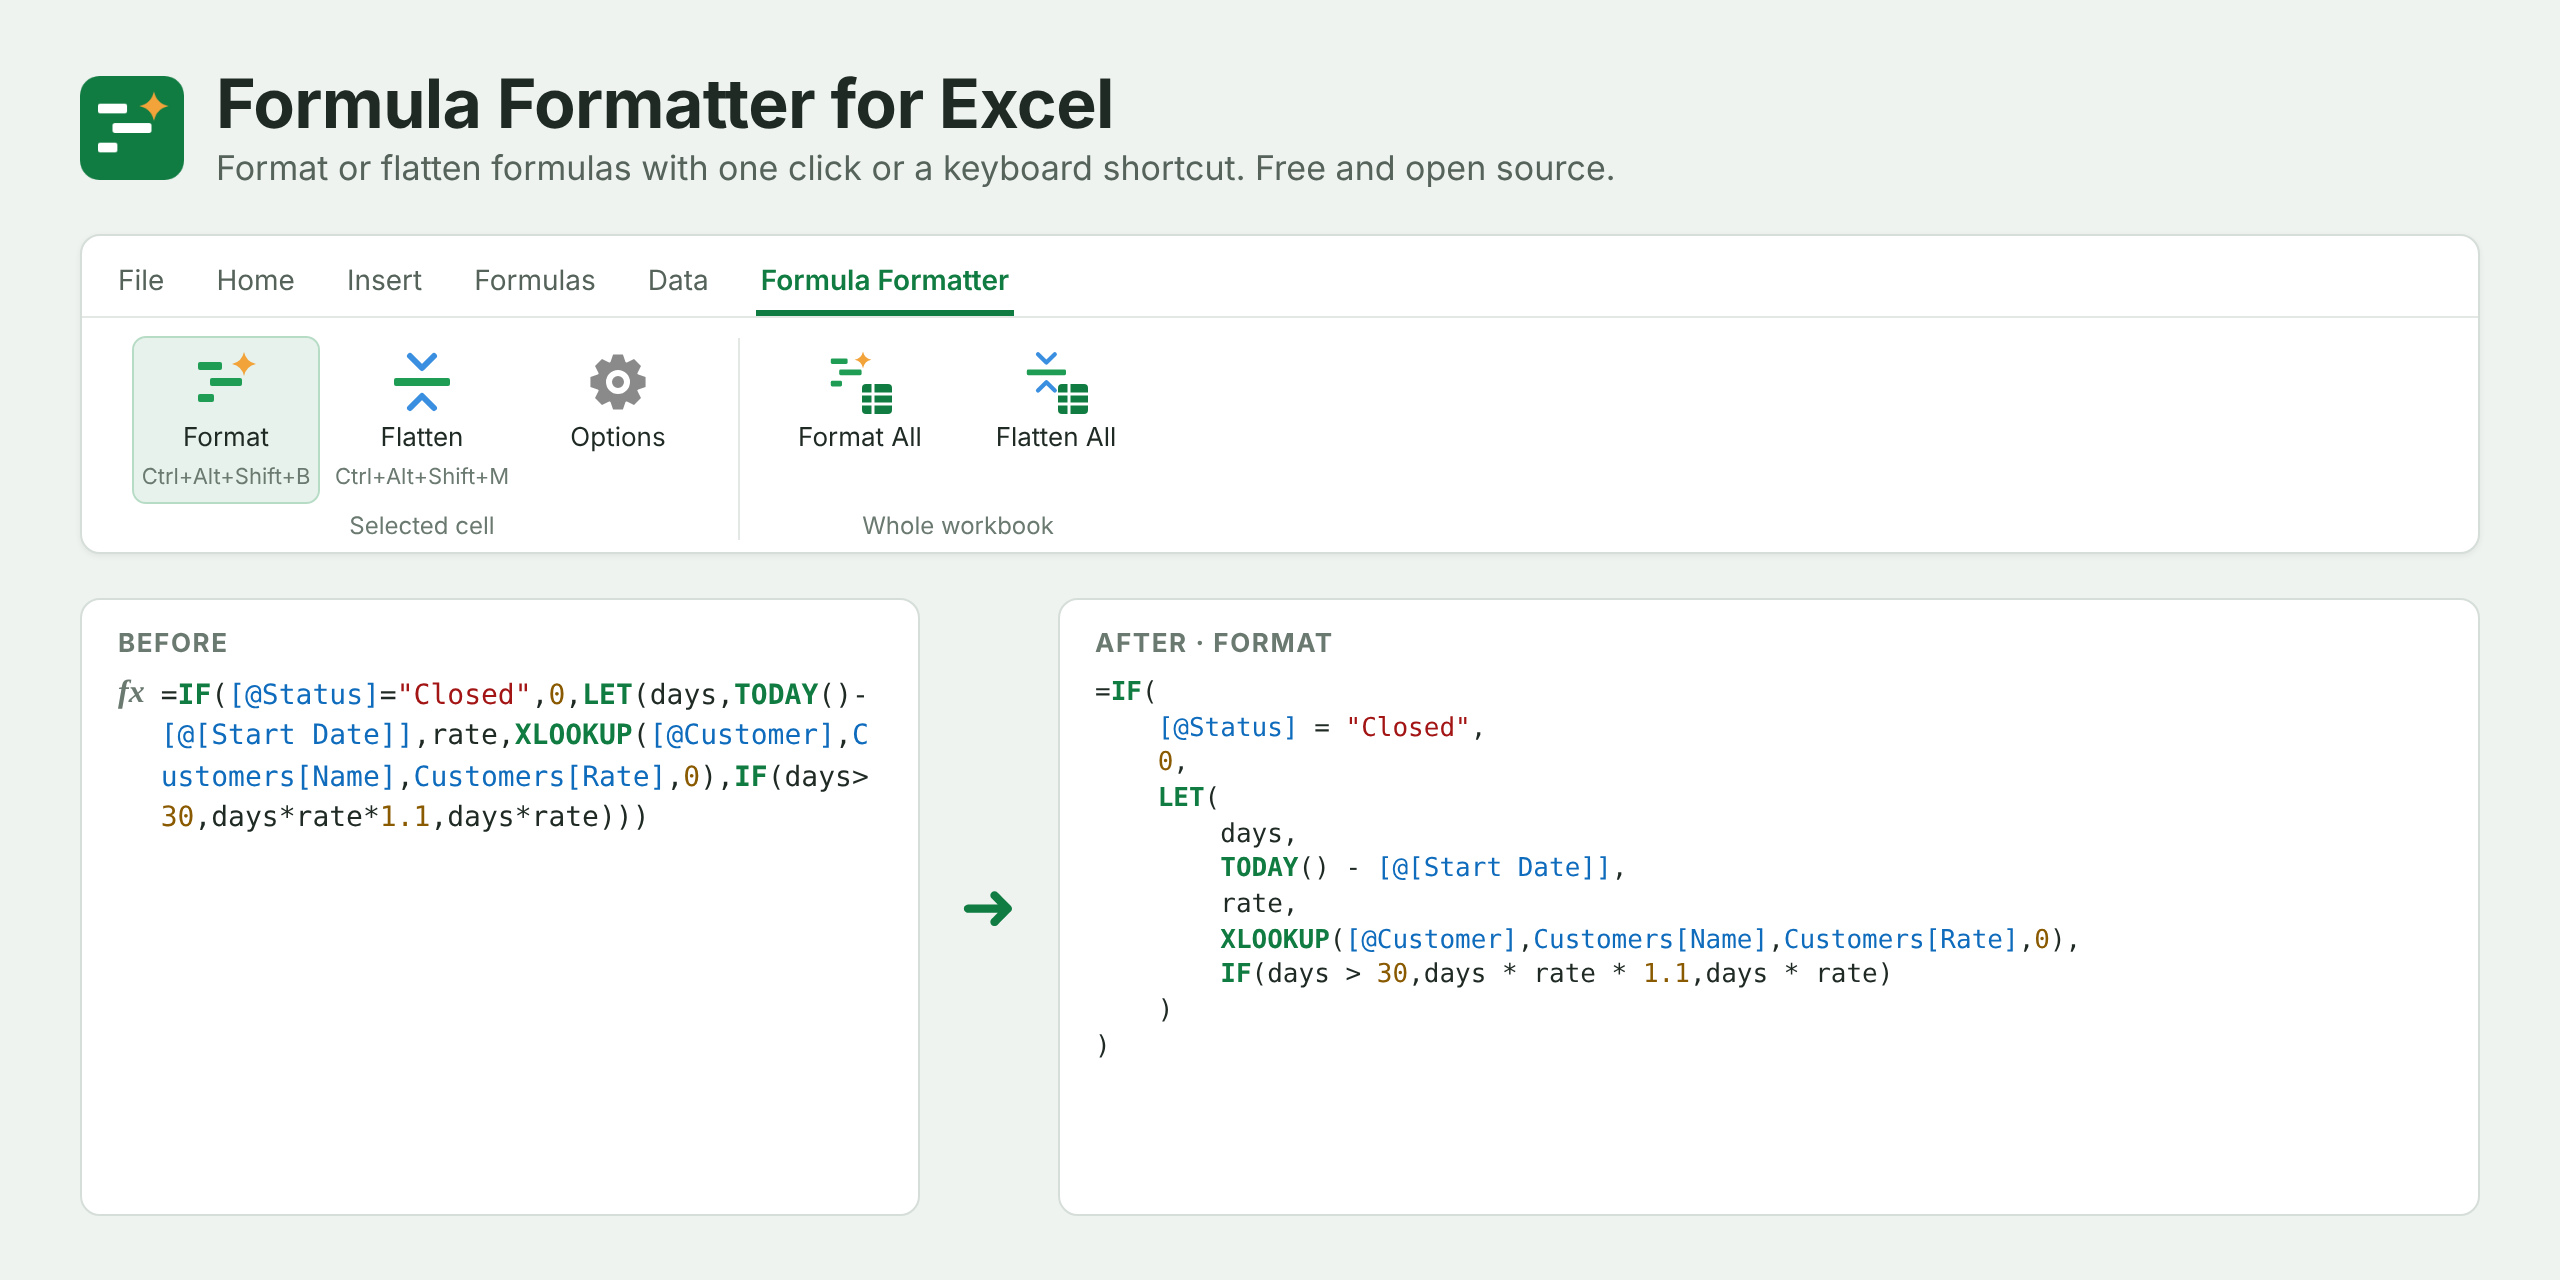 Formula Formatter for Excel
Format or flatten formulas with one click or a keyboard shortcut. Free and open source.
File Home Insert Formulas Data Formula Formatter
Format Flatten Options Format All Flatten All
Ctrl+Alt+Shift+B Ctrl+Alt+Shift+M
Selected cell Whole workbook
BEFORE
fx =IF([@Status]="Closed",0,LET(days,TODAY()-
[@[Start Date]],rate,XLOOKUP([@Customer],C
ustomers[Name],Customers[Rate],0),IF(days>
30,days*rate*1.1,days*rate)))
AFTER · FORMAT
=IF(
    [@Status] = "Closed",
    0,
    LET(
        days,
        TODAY() - [@[Start Date]],
        rate,
        XLOOKUP([@Customer],Customers[Name],Customers[Rate],0),
        IF(days > 30,days * rate * 1.1,days * rate)
    )
)